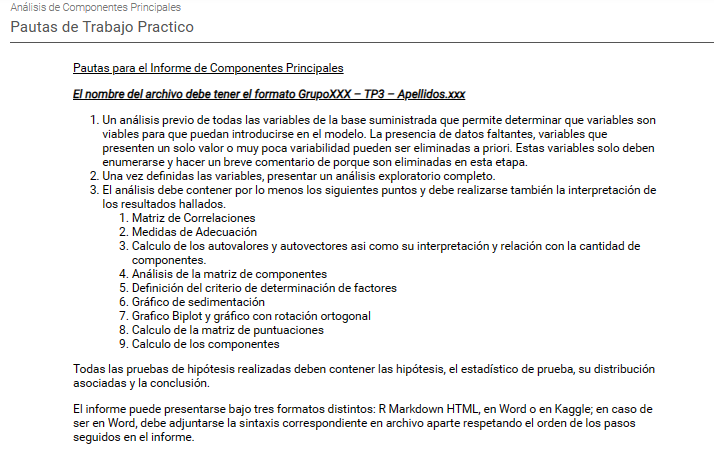 Análisis de Componentes Principales
Pautas de Trabajo Practico
Pautas para el Informe de Componentes Principales
El nombre del archivo debe tener el formato GrupoXXX – TP3 – Apellidos.xxx
1. Un análisis previo de todas las variables de la base suministrada que permite determinar que variables son
viables para que puedan introducirse en el modelo. La presencia de datos faltantes, variables que
presenten un solo valor o muy poca variabilidad pueden ser eliminadas a priori. Estas variables solo deben
enumerarse y hacer un breve comentario de porque son eliminadas en esta etapa.
2. Una vez definidas las variables, presentar un análisis exploratorio completo.
3. El análisis debe contener por lo menos los siguientes puntos y debe realizarse también la interpretación de
los resultados hallados.
1. Matriz de Correlaciones
2. Medidas de Adecuación
3. Calculo de los autovalores y autovectores asi como su interpretación y relación con la cantidad de
componentes.
4. Análisis de la matriz de componentes
5. Definición del criterio de determinación de factores
6. Gráfico de sedimentación
7. Grafico Biplot y gráfico con rotación ortogonal
8. Calculo de la matriz de puntuaciones
9. Calculo de los componentes
Todas las pruebas de hipótesis realizadas deben contener las hipótesis, el estadístico de prueba, su distribución
asociadas y la conclusión.
El informe puede presentarse bajo tres formatos distintos: R Markdown HTML, en Word o en Kaggle; en caso de
ser en Word, debe adjuntarse la sintaxis correspondiente en archivo aparte respetando el orden de los pasos
seguidos en el informe.